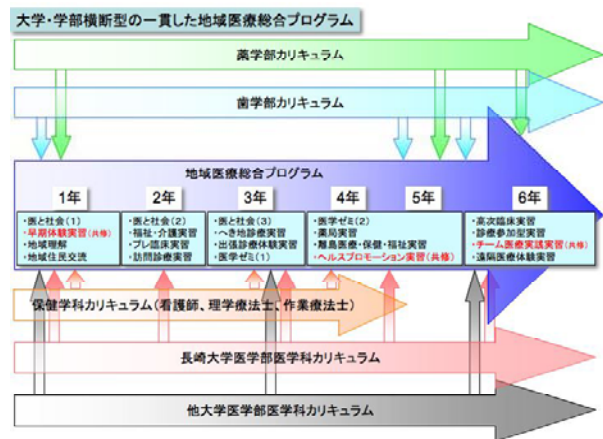 大学・学部横断型の一貫した地域医療総合プログラム
薬学部カリキュラム
歯学部カリキュラム
地域医療総合プログラム
1年
2年
3年
4年
5年
6年
・医と社会(1)
・早期体験実習(共修)
・地域理解
・地域住民交流
・医と社会(2)
・福祉・介護実習
・プレ臨床実習
・訪問診療実習
・医と社会(3)
・へき地診療実習
・出張診療体験実習
・医学ゼミ(1)
・医学ゼミ(2)
・薬局実習
・離島医療・保健・福祉実習
・ヘルスプロモーション実習(共修)
・高次臨床実習
・診療参加型実習
・チーム医療実践実習(共修)
・遠隔医療体験実習
保健学科カリキュラム(看護師、理学療法士、作業療法士)
長崎大学医学部医学科カリキュラム
他大学医学部医学科カリキュラム